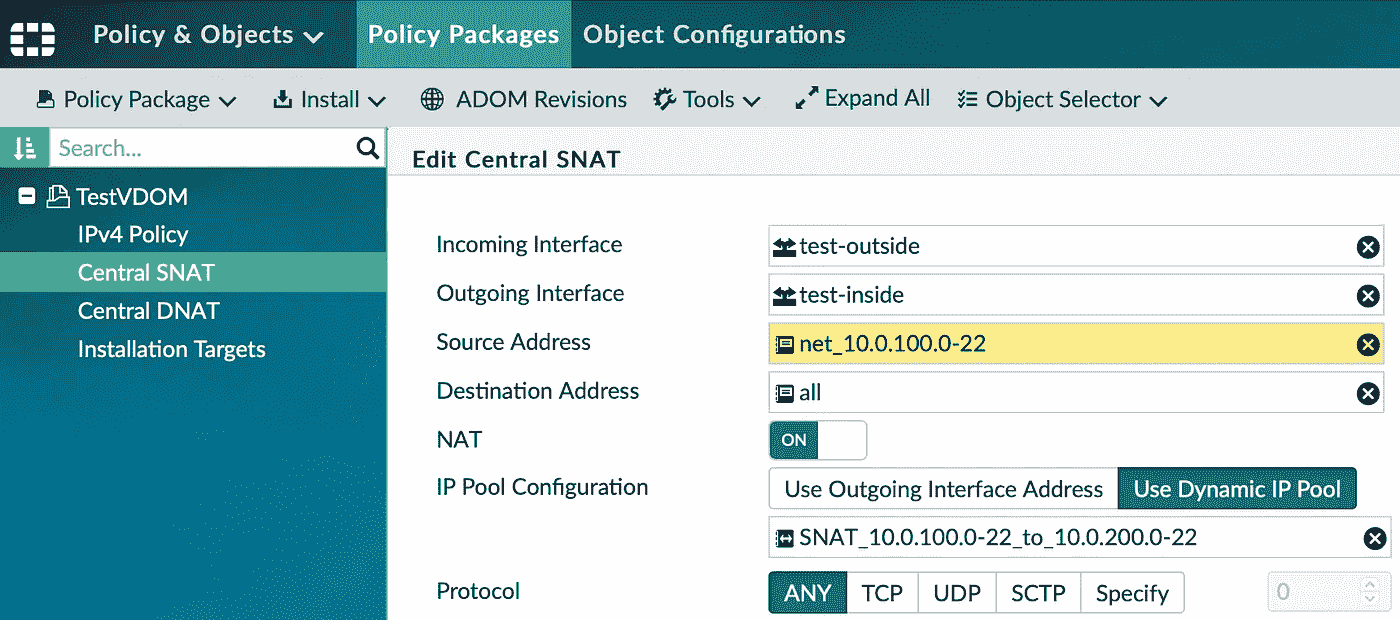 Policy & Objects Policy Packages Object Configurations
Policy Package Install ADOM Revisions Tools Expand All Object Selector
Search...
Edit Central SNAT
TestVDOM
IPv4 Policy
Central SNAT
Central DNAT
Installation Targets
Incoming Interface test-outside
Outgoing Interface test-inside
Source Address net_10.0.100.0-22
Destination Address all
NAT ON
IP Pool Configuration Use Outgoing Interface Address Use Dynamic IP Pool
SNAT_10.0.100.0-22_to_10.0.200.0-22
Protocol ANY TCP UDP SCTP Specify 0